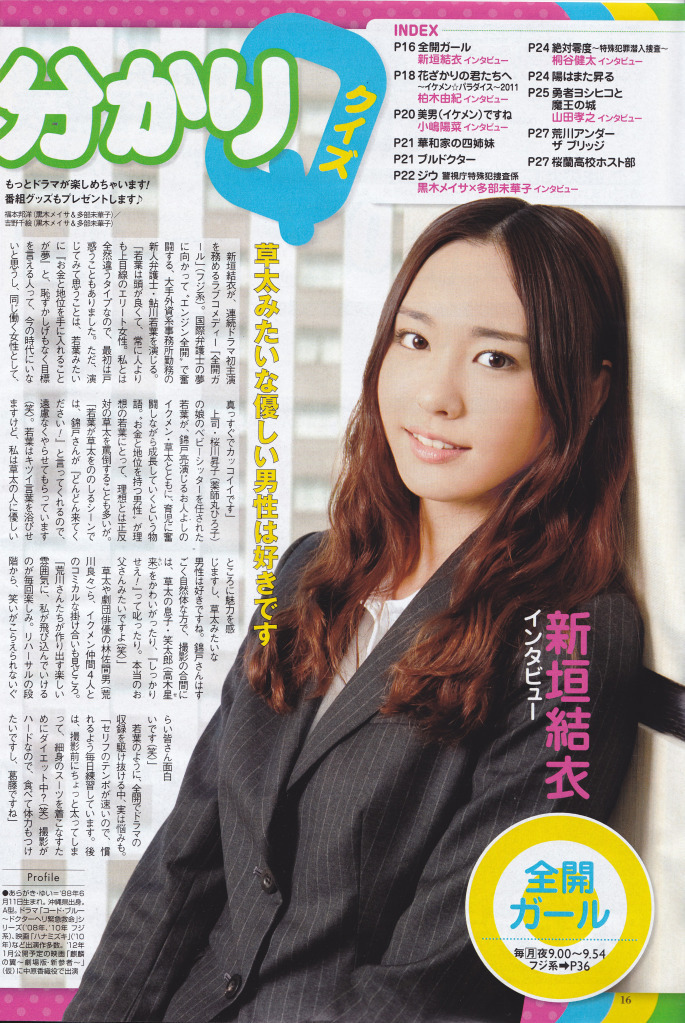 分かりQ
クイズ
もっとドラマが楽しめちゃいます!
番組グッズもプレゼントします♪
福本邦洋(黒木メイサ&多部未華子)/
吉野千絵(黒木メイサ&多部未華子)
INDEX
P16 全開ガール
新垣結衣インタビュー
P18 花ざかりの君たちへ
〜イケメン☆パラダイス〜2011
柏木由紀インタビュー
P20 美男(イケメン)ですね
小嶋陽菜インタビュー
P21 華和家の四姉妹
P21 ブルドクター
P22 ジウ 警視庁特殊犯捜査係
黒木メイサ×多部未華子インタビュー
P24 絶対零度〜特殊犯罪潜入捜査〜
桐谷健太インタビュー
P24 陽はまた昇る
P25 勇者ヨシヒコと
魔王の城
山田孝之インタビュー
P27 荒川アンダー
ザ ブリッジ
P27 桜蘭高校ホスト部
草太みたいな優しい男性は好きです
新垣結衣が、連続ドラマ初主演
を務めるラブコメディー「全開ガ
ール」(フジ系)。国際弁護士の夢
に向かって“エンジン全開”で奮
闘する、大手外資系事務所勤務の
新人弁護士・鮎川若葉を演じる。
「若葉は頭が良くて、常に人より
も上目線のエリート女性。私とは
全然違うタイプなので、最初は戸
惑うこともありました。ただ、演
じてみて思うことは、若葉みたい
に『お金と地位を手に入れること
が夢』と、恥ずかしげもなく目標
を言える人って、今の時代にいな
いと思うし、同じ働く女性として、
真っすぐでカッコイイです」
上司・桜川昇子(薬師丸ひろ子)
の娘のベビーシッターを任された
若葉が、錦戸亮演じるお人よしの
イクメン・草太とともに、育児に奮
闘しながら成長していくという物
語。お金と地位を持つ男性が理
想の若葉にとって、理想とは正反
対の草太を罵倒することも多いが。
「若葉が草太をののしるシーンで
は、錦戸さんが『どんどん来てく
ださい!』と言ってくれるので、
遠慮なくやらせてもらっています
(笑)。若葉はキツイ言葉を浴びせ
ますけど、私は草太の人に優しい
ところに魅力を感
じますし、草太みたいな
男性は好きですね。錦戸さんはす
ごく自然体な方で、撮影の合間に
は、草太の息子・笑太郎(高木星
来)をかわいがったり、『しっかり
せえ!』って叱ったり。本当のお
父さんみたいですよ(笑)」
草太や劇団俳優の林佐間男(荒
川良々)ら、イクメン仲間4人と
のコミカルな掛け合いも見どころ。
「荒川さんたちが作り出す楽しい
雰囲気に、私が飛び込んでいける
のが毎回楽しみ。リハーサルの段
階から、笑いがこらえられないぐ
らい皆さん面白
いです(笑)」
若葉のように、全開でドラマの
収録を駆け抜ける中、実は悩みも。
「セリフのテンポが速いので、慣
れるよう毎日練習しています。後
は、撮影前にちょっと太ってしま
って、細身のスーツを着こなすた
めにダイエット中?(笑) 撮影が
ハードなので、食べて体力もつけ
たいですし、葛藤ですね」
新垣結衣
インタビュー
Profile
●あらがき・ゆい='88年6
月11日生まれ。沖縄県出身。
A型。ドラマ「コード・ブルー
〜ドクターヘリ緊急救命」シ
リーズ('08年、'10年 フジ
系)、映画「ハナミズキ」('10
年)など出演作多数。'12年
1月公開予定の映画「麒麟
の翼〜劇場版・新参者〜」
(仮)に中原香織役で出演
全開
ガール
毎月夜9.00〜9.54
フジ系➡P36
16